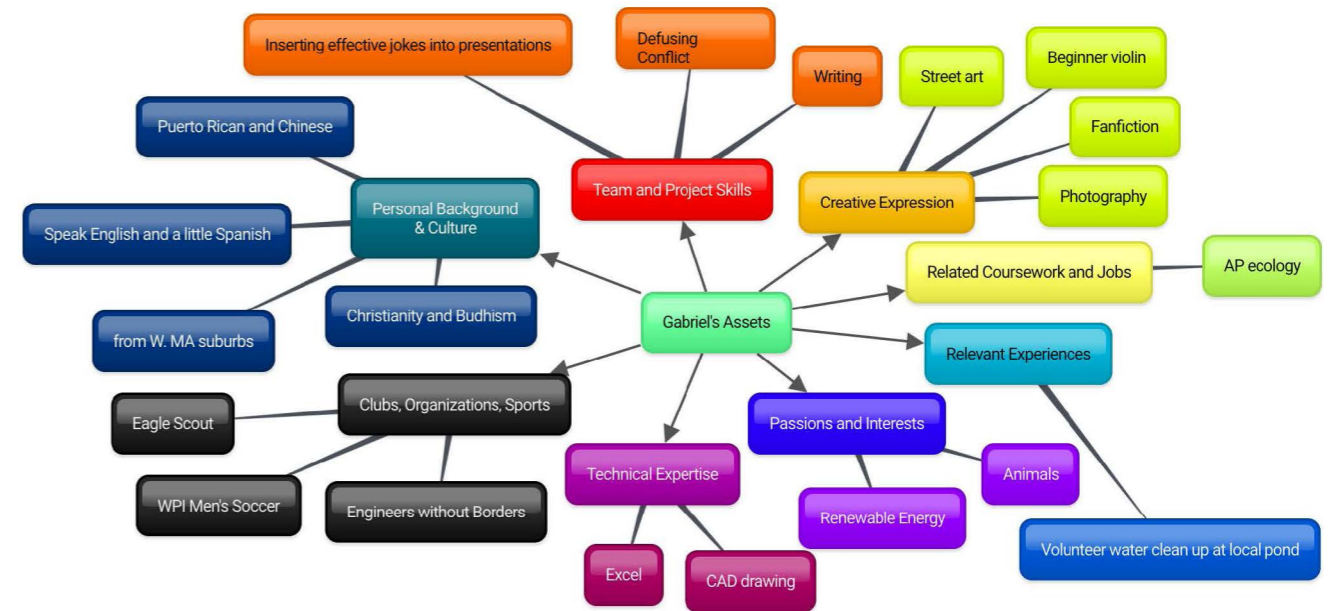 Inserting effective jokes into presentations
Defusing
Conflict
Writing
Street art
Beginner violin
Fanfiction
Photography
Puerto Rican and Chinese
Speak English and a little Spanish
from W. MA suburbs
Christianity and Budhism
Personal Background
& Culture
Team and Project Skills
Creative Expression
Related Coursework and Jobs
AP ecology
Gabriel's Assets
Relevant Experiences
Volunteer water clean up at local pond
Clubs, Organizations, Sports
Eagle Scout
WPI Men's Soccer
Engineers without Borders
Technical Expertise
Excel
CAD drawing
Passions and Interests
Renewable Energy
Animals